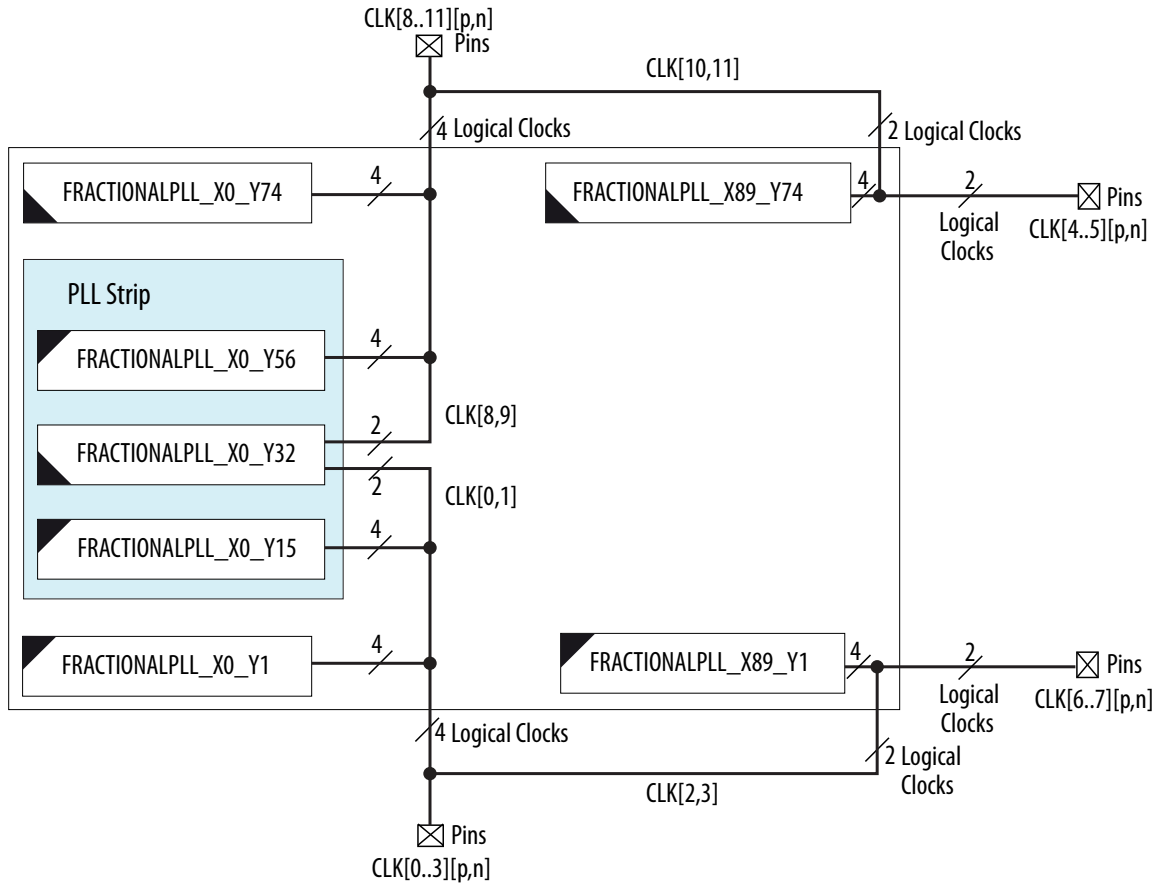 CLK[8..11][p,n]
Pins
CLK[10,11]
4 Logical Clocks
2 Logical Clocks
FRACTIONALPLL_X0_Y74
4
FRACTIONALPLL_X89_Y74
4
2
Logical
Clocks
Pins
CLK[4..5][p,n]
PLL Strip
FRACTIONALPLL_X0_Y56
4
CLK[8,9]
FRACTIONALPLL_X0_Y32
2
2
CLK[0,1]
FRACTIONALPLL_X0_Y15
4
FRACTIONALPLL_X0_Y1
4
FRACTIONALPLL_X89_Y1
4
2
Logical
Clocks
Pins
CLK[6..7][p,n]
4 Logical Clocks
2 Logical
Clocks
CLK[2,3]
Pins
CLK[0..3][p,n]